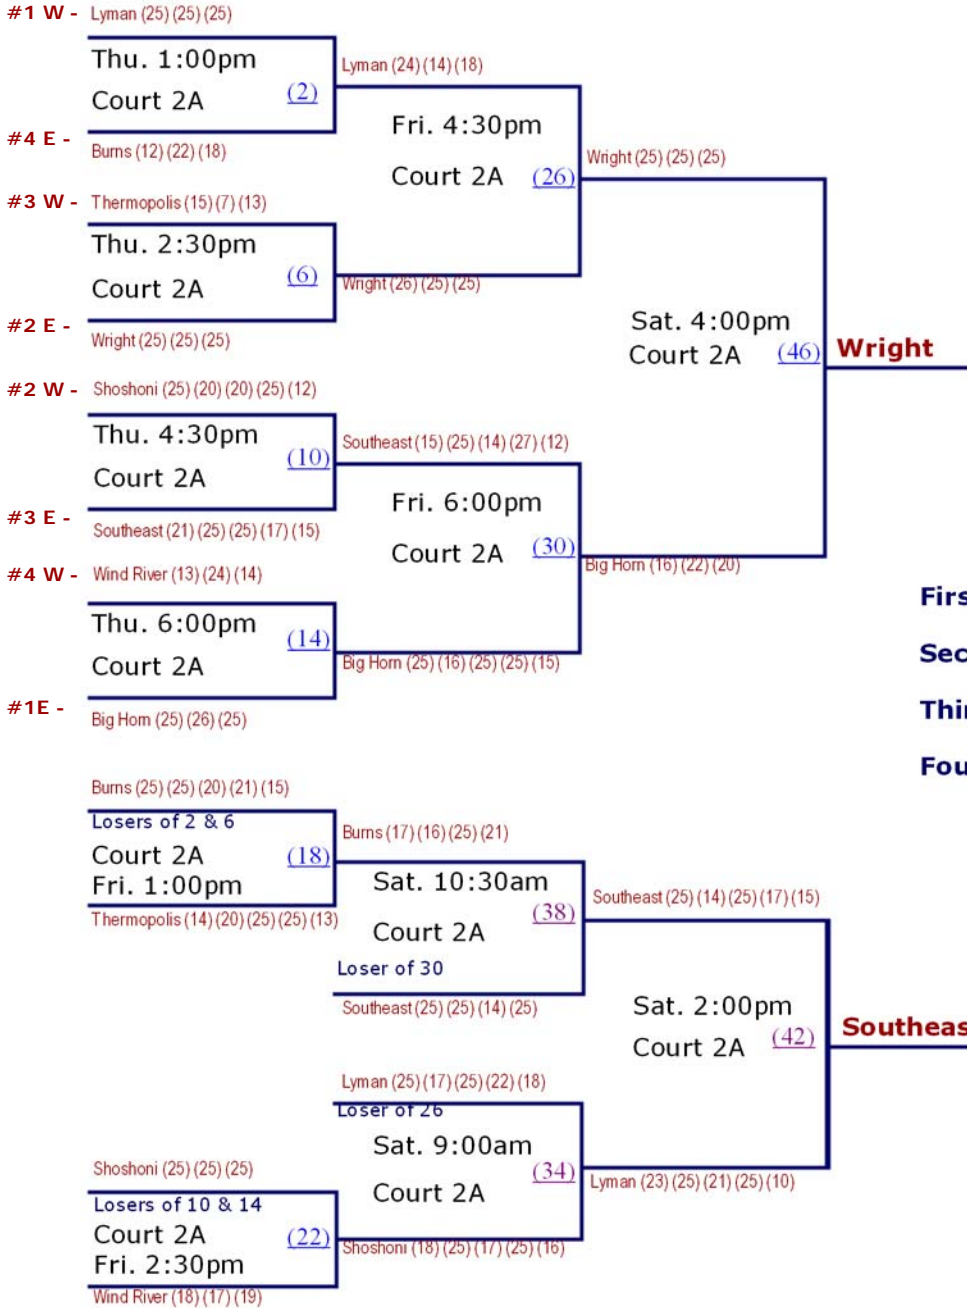 #1 W - Lyman (25) (25) (25)
Thu. 1:00pm
Court 2A (2)
#4 E -
Burns (12) (22) (18)
Lyman (24) (14) (18)
Fri. 4:30pm
Court 2A (26)
#3 W - Thermopolis (15) (7) (13)
Thu. 2:30pm
Court 2A (6)
#2 E -
Wright (25) (25) (25)
Wright (26) (25) (25)
Wright (25) (25) (25)
Sat. 4:00pm
Court 2A (46)
Wright
#2 W - Shoshoni (25) (20) (20) (25) (12)
Thu. 4:30pm
Court 2A (10)
#3 E -
Southeast (21) (25) (25) (17) (15)
Southeast (15) (25) (14) (27) (12)
Fri. 6:00pm
Court 2A (30)
#4 W - Wind River (13) (24) (14)
Thu. 6:00pm
Court 2A (14)
#1E -
Big Horn (25) (26) (25)
Big Horn (25) (16) (25) (25) (15)
Big Horn (16) (22) (20)
Firs
Sec
Thi
Fou
Burns (25) (25) (20) (21) (15)
Losers of 2 & 6
Court 2A (18)
Fri. 1:00pm
Thermopolis (14) (20) (25) (25) (13)
Burns (17) (16) (25) (21)
Sat. 10:30am
(38)
Court 2A
Loser of 30
Southeast (25) (25) (14) (25)
Southeast (25) (14) (25) (17) (15)
Sat. 2:00pm
Court 2A (42)
Southeas
Lyman (25) (17) (25) (22) (18)
Loser of 26
Sat. 9:00am
(34)
Court 2A
Lyman (23) (25) (21) (25) (10)
Shoshoni (25) (25) (25)
Losers of 10 & 14
Court 2A (22)
Fri. 2:30pm
Wind River (18) (17) (19)
Shoshoni (18) (25) (17) (25) (16)